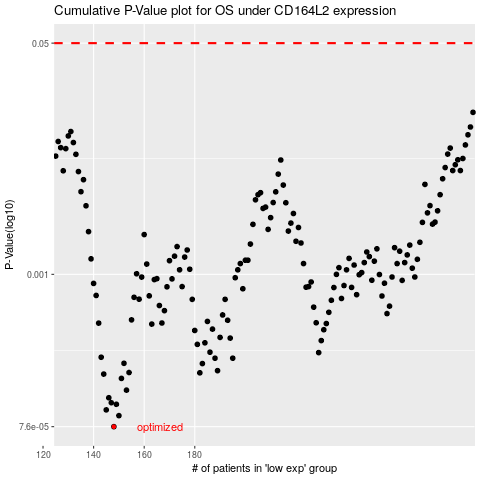 Cumulative P-Value plot for OS under CD164L2 expression
P-Value(log10)
0.05
0.001
7.6e-05
optimized
120 140 160 180
# of patients in 'low exp' group